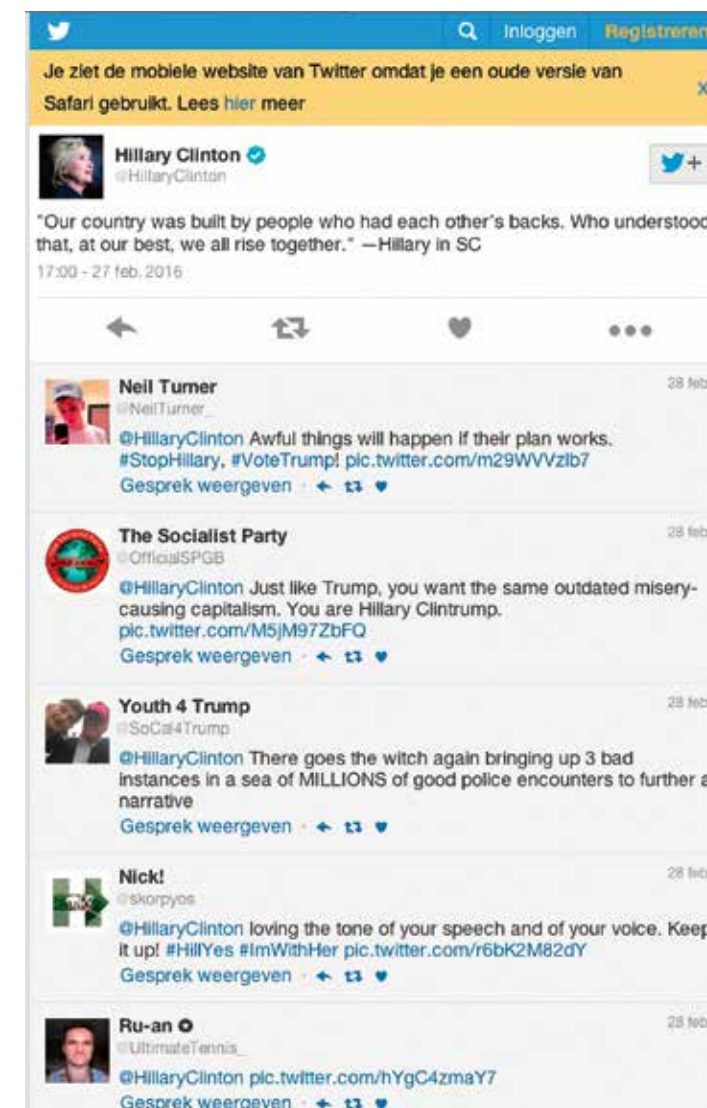 Inloggen Registreren
Je ziet de mobiele website van Twitter omdat je een oude versie van
Safari gebruikt. Lees hier meer
X
Hillary Clinton
@HillaryClinton
"Our country was built by people who had each other's backs. Who understood
that, at our best, we all rise together." —Hillary in SC
17:00 - 27 feb. 2016
Neil Turner 28 feb
@NeilTurner_
@HillaryClinton Awful things will happen if their plan works.
#StopHillary, #VoteTrump! pic.twitter.com/m29WVVzlb7
Gesprek weergeven
The Socialist Party 28 feb
@OfficialSPGB
@HillaryClinton Just like Trump, you want the same outdated misery-
causing capitalism. You are Hillary Clintrump.
pic.twitter.com/M5jM97ZbFQ
Gesprek weergeven
Youth 4 Trump 28 feb
@SoCal4Trump
@HillaryClinton There goes the witch again bringing up 3 bad
instances in a sea of MILLIONS of good police encounters to further a
narrative
Gesprek weergeven
Nick! 28 feb
@skorpyos
@HillaryClinton loving the tone of your speech and of your voice. Keep
it up! #HillYes #ImWithHer pic.twitter.com/r6bK2M82dY
Gesprek weergeven
Ru-an 28 feb
@UltimateTennis_
@HillaryClinton pic.twitter.com/hYgC4zmaY7
Gesprek weergeven